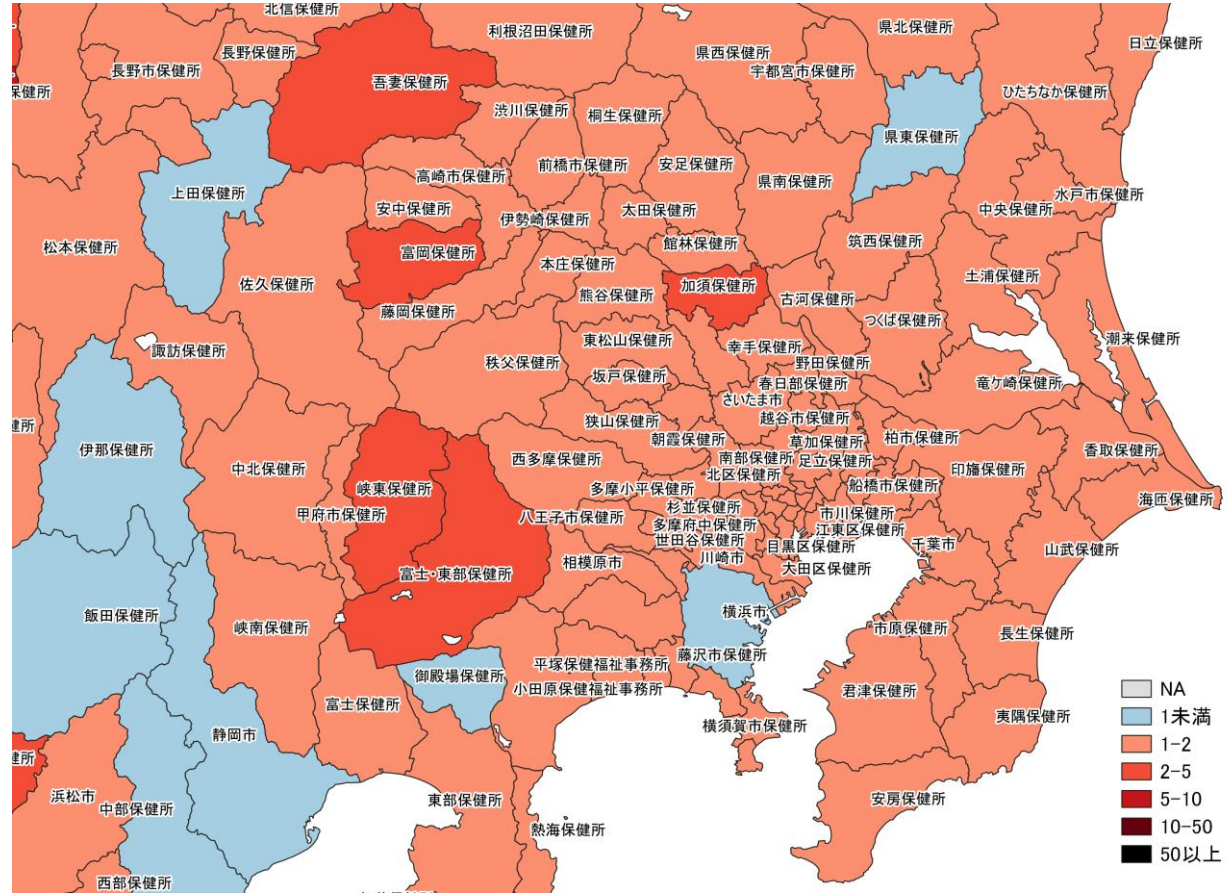 北信保健所
利根沼田保健所
県北保健所
長野保健所
県西保健所
日立保健所
長野市保健所
宇都宮市保健所
吾妻保健所
保健所
ひたちなか保健所
渋川保健所
桐生保健所
県東保健所
前橋市保健所
安足保健所
高崎市保健所
県南保健所
上田保健所
水戸市保健所
安中保健所
伊勢崎保健所
太田保健所
中央保健所
松本保健所
館林保健所
筑西保健所
富岡保健所
本庄保健所
土浦保健所
佐久保健所
加須保健所
熊谷保健所
古河保健所
藤岡保健所
つくば保健所
東松山保健所
幸手保健所
潮来保健所
諏訪保健所
秩父保健所
野田保健所
坂戸保健所
春日部保健所
竜ケ崎保健所
さいたま市
狭山保健所
越谷市保健所
健所
朝霞保健所
草加保健所
柏市保健所
伊那保健所
香取保健所
西多摩保健所
南部保健所
足立保健所
中北保健所
北区保健所
印旛保健所
峡東保健所
多摩小平保健所
船橋市保健所
海匝保健所
甲府市保健所
八王子市保健所
杉並保健所
市川保健所
多摩府中保健所
江東区保健所
世田谷保健所
目黒区保健所
千葉市
山武保健所
川崎市
相模原市
大田区保健所
富士・東部保健所
飯田保健所
横浜市
峡南保健所
市原保健所
長生保健所
藤沢市保健所
御殿場保健所
平塚保健福祉事務所
小田原保健福祉事務所
君津保健所
富士保健所
夷隅保健所
静岡市
横須賀市保健所
健所
浜松市
中部保健所
東部保健所
安房保健所
熱海保健所
西部保健所
NA
1未満
1-2
2-5
5-10
10-50
50以上